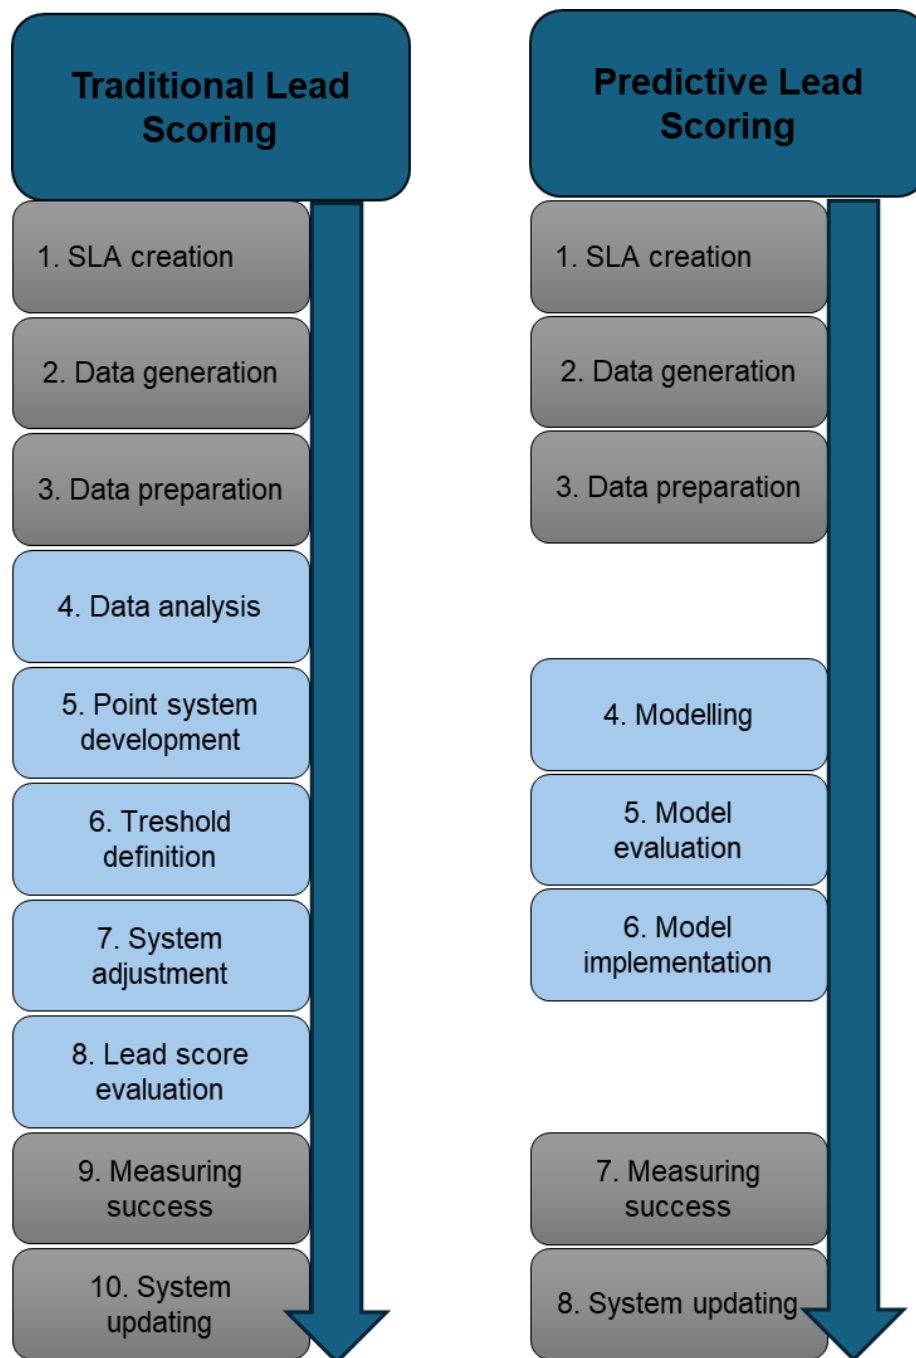 Traditional Lead
Scoring
1. SLA creation
2. Data generation
3. Data preparation
4. Data analysis
5. Point system
development
6. Treshold
definition
7. System
adjustment
8. Lead score
evaluation
9. Measuring
success
10. System
updating
Predictive Lead
Scoring
1. SLA creation
2. Data generation
3. Data preparation
4. Modelling
5. Model
evaluation
6. Model
implementation
7. Measuring
success
8. System updating